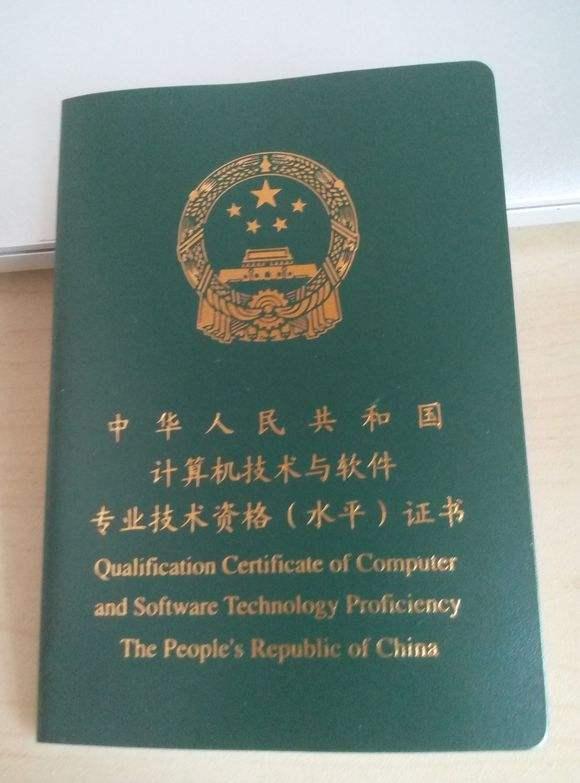 中华人民共和国
计算机技术与软件
专业技术资格（水平）证书
Qualification Certificate of Computer
and Software Technology Proficiency
The People's Republic of China